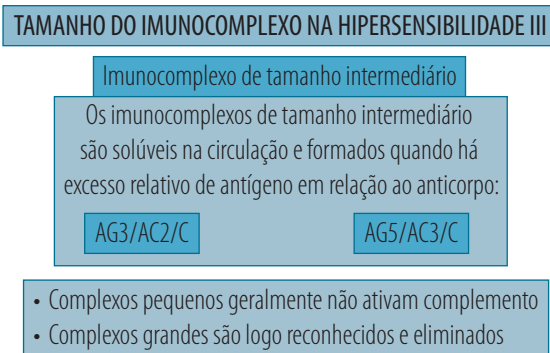 TAMANHO DO IMUNOCOMPLEXO NA HIPERSENSIBILIDADE III
Imunocomplexo de tamanho intermediário
Os imunocomplexos de tamanho intermediário
são solúveis na circulação e formados quando há
excesso relativo de antígeno em relação ao anticorpo:
AG3/AC2/C
AG5/AC3/C
• Complexos pequenos geralmente não ativam complemento
• Complexos grandes são logo reconhecidos e eliminados